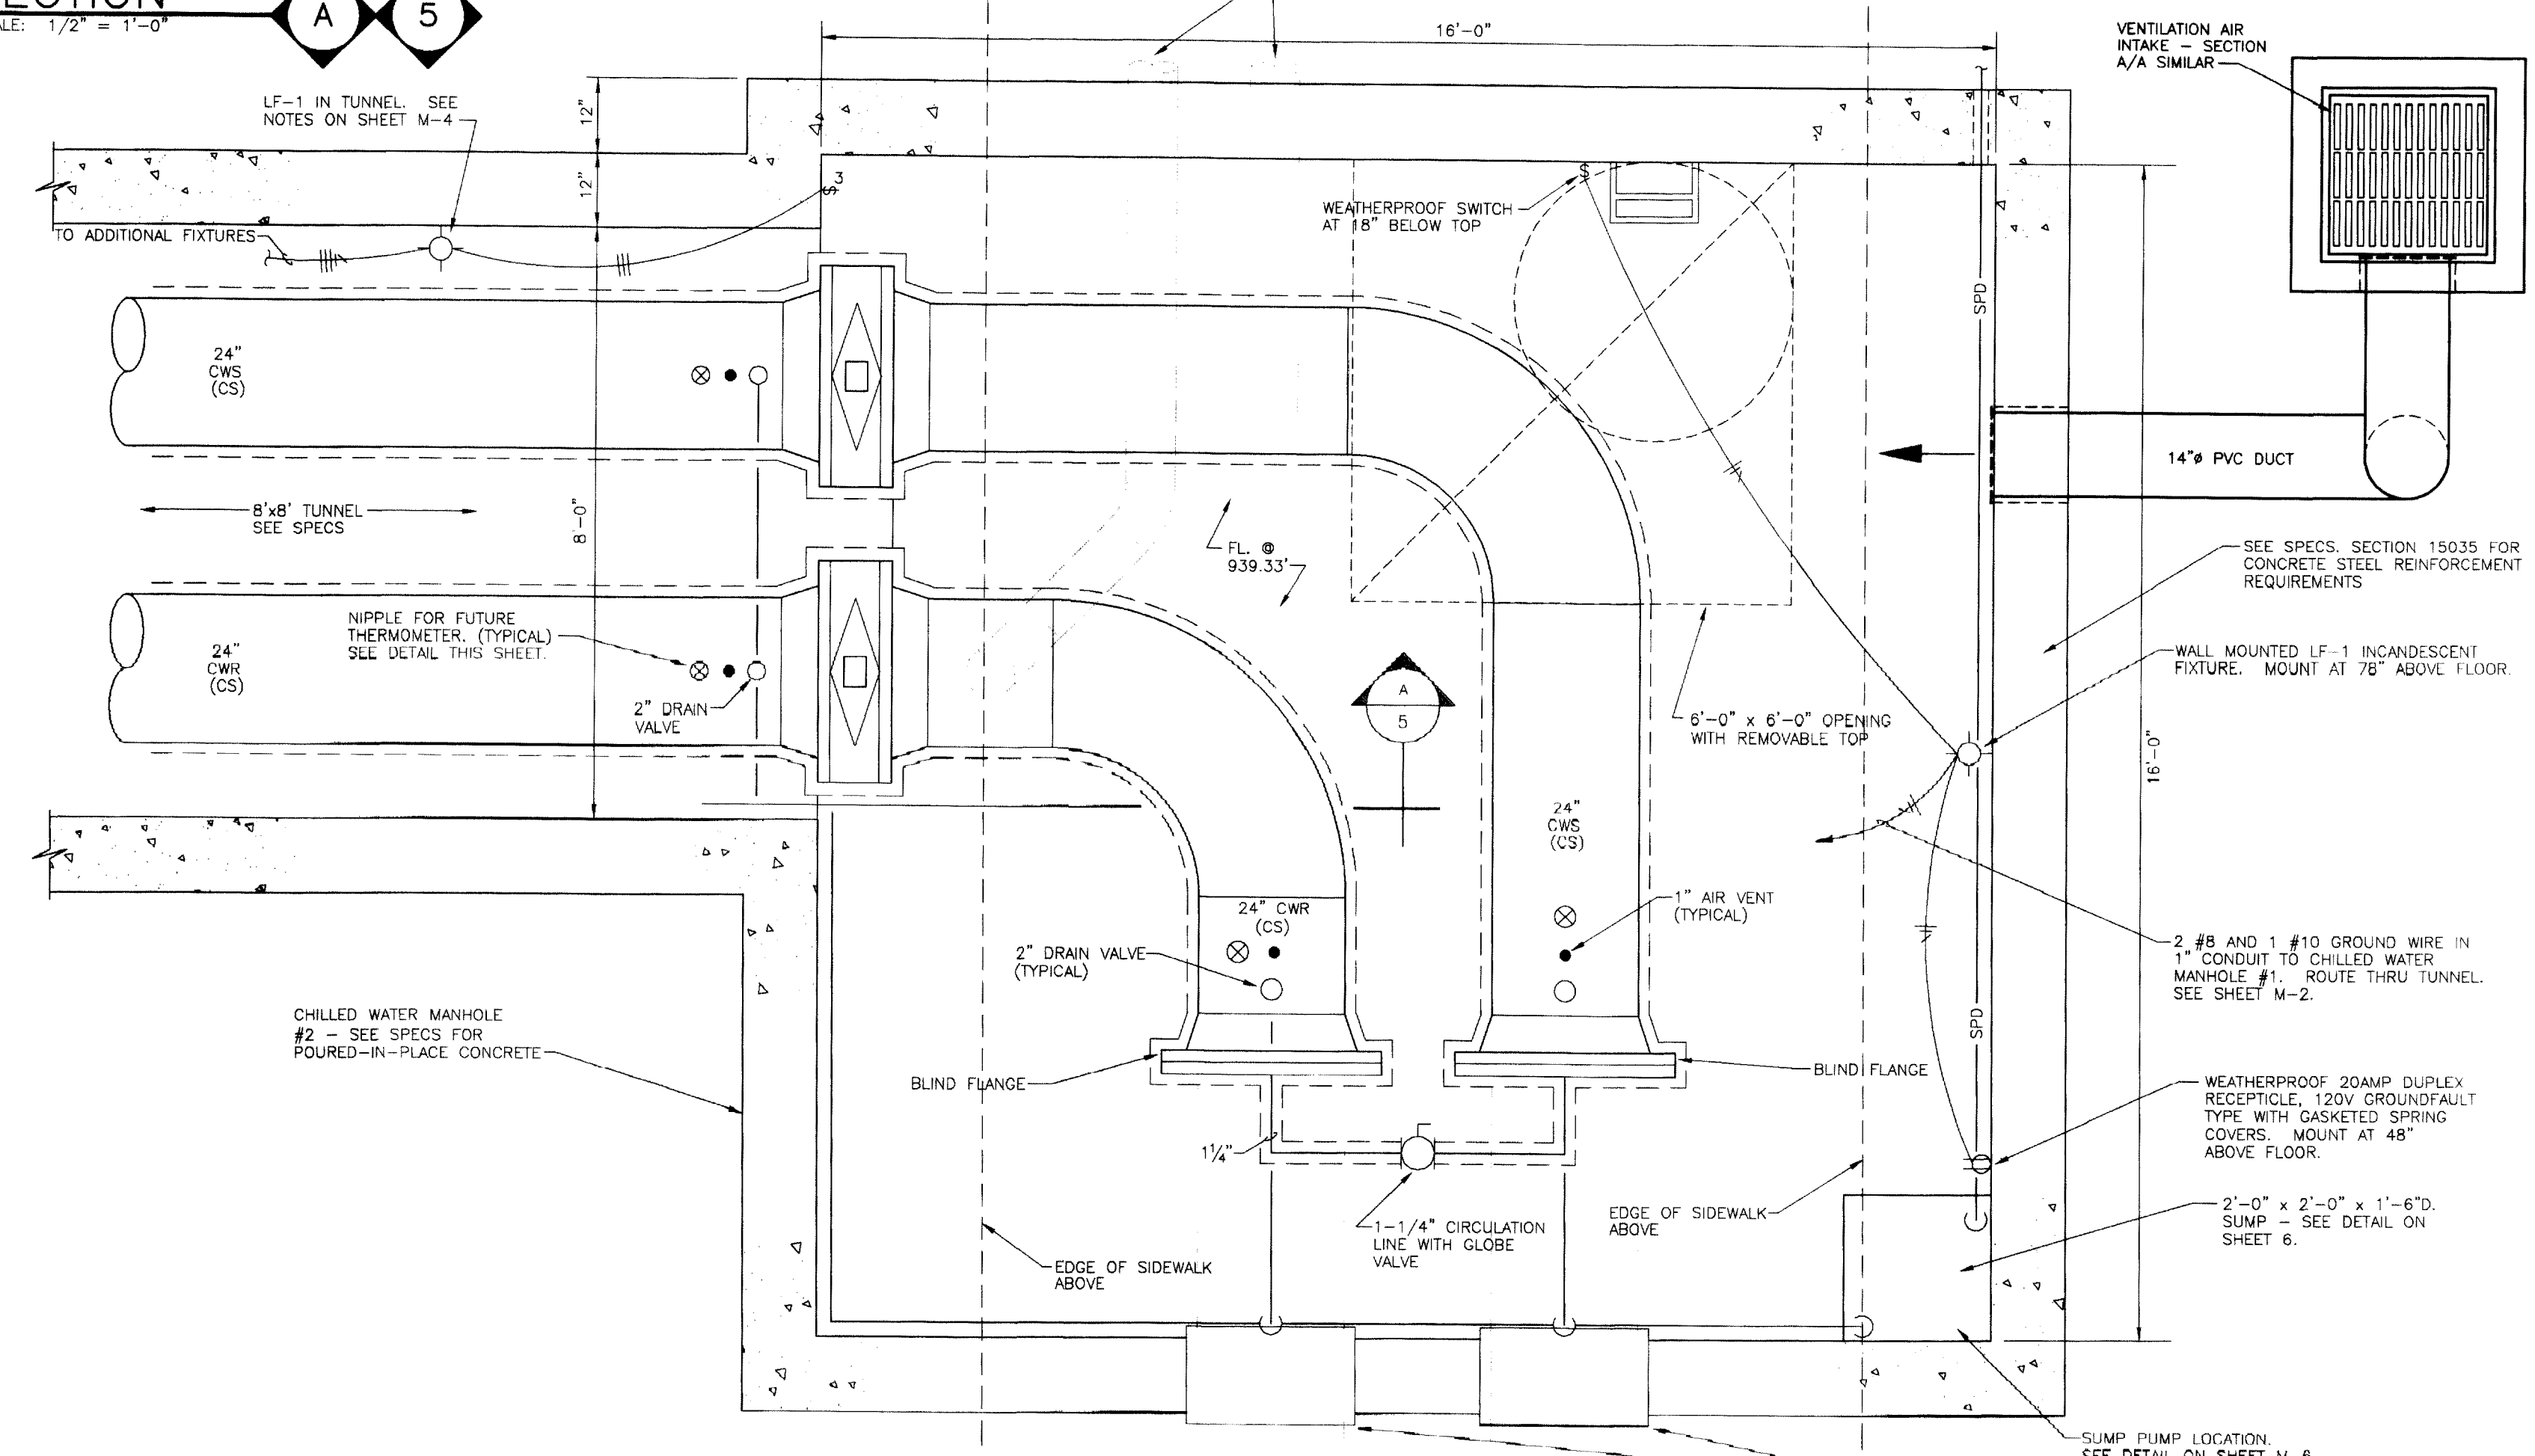 SECTION
SCALE: 1/2" = 1'-0"
A
5
16'-0"
VENTILATION AIR
INTAKE – SECTION
A/A SIMILAR
LF-1 IN TUNNEL. SEE
NOTES ON SHEET M-4
12"
12"
3
$
$
WEATHERPROOF SWITCH
AT 18" BELOW TOP
TO ADDITIONAL FIXTURES
SPD
24"
CWS
(CS)
14"ø PVC DUCT
8'x8' TUNNEL
SEE SPECS
8'-0"
FL. @
939.33'
SEE SPECS. SECTION 15035 FOR
CONCRETE STEEL REINFORCEMENT
REQUIREMENTS
NIPPLE FOR FUTURE
THERMOMETER. (TYPICAL)
SEE DETAIL THIS SHEET.
24"
CWR
(CS)
WALL MOUNTED LF-1 INCANDESCENT
FIXTURE. MOUNT AT 78" ABOVE FLOOR.
2" DRAIN
VALVE
A
5
6'-0" x 6'-0" OPENING
WITH REMOVABLE TOP
16'-0"
24"
CWS
(CS)
24" CWR
(CS)
1" AIR VENT
(TYPICAL)
2" DRAIN VALVE
(TYPICAL)
2 #8 AND 1 #10 GROUND WIRE IN
1" CONDUIT TO CHILLED WATER
MANHOLE #1. ROUTE THRU TUNNEL.
SEE SHEET M-2.
CHILLED WATER MANHOLE
#2 – SEE SPECS FOR
POURED-IN-PLACE CONCRETE
SPD
BLIND FLANGE
BLIND FLANGE
WEATHERPROOF 20AMP DUPLEX
RECEPTICLE, 120V GROUNDFAULT
TYPE WITH GASKETED SPRING
COVERS. MOUNT AT 48"
ABOVE FLOOR.
1¼"
EDGE OF SIDEWALK
ABOVE
1-1/4" CIRCULATION
LINE WITH GLOBE
VALVE
2'-0" x 2'-0" x 1'-6"D.
SUMP – SEE DETAIL ON
SHEET 6.
EDGE OF SIDEWALK
ABOVE
SUMP PUMP LOCATION.
SEE DETAIL ON SHEET M-6